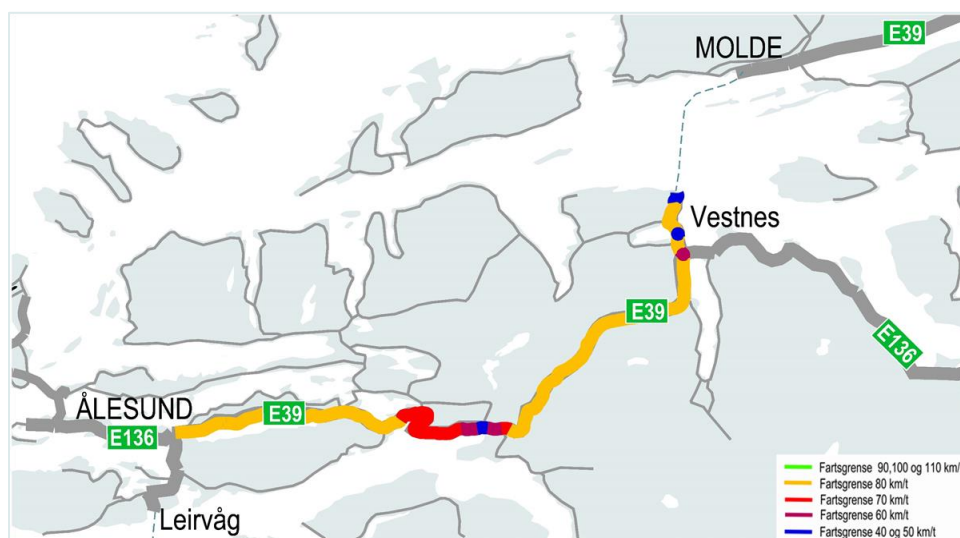 E39
MOLDE
Vestnes
E39
E136
ÅLESUND
E39
E136
Leirvåg
Fartsgrense 90,100 og 110 km/t
Fartsgrense 80 km/t
Fartsgrense 70 km/t
Fartsgrense 60 km/t
Fartsgrense 40 og 50 km/t